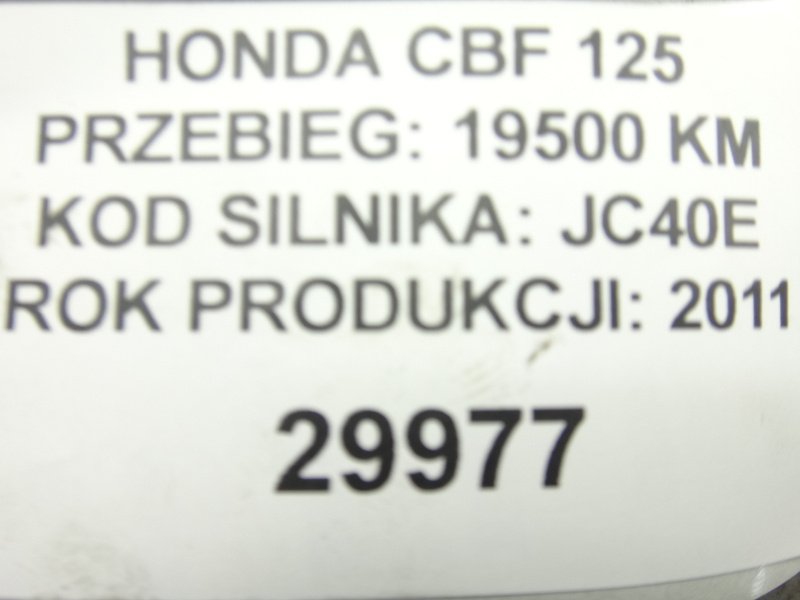 HONDA CBF 125
PRZEBIEG: 19500 KM
KOD SILNIKA: JC40E
ROK PRODUKCJI: 2011
29977